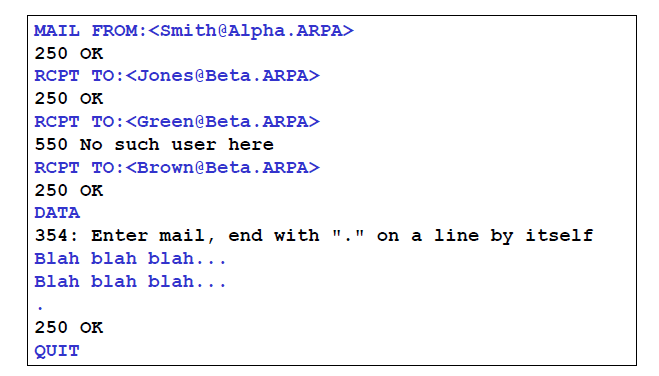 MAIL FROM:<Smith@Alpha.ARPA>
250 OK
RCPT TO:<Jones@Beta.ARPA>
250 OK
RCPT TO:<Green@Beta.ARPA>
550 No such user here
RCPT TO:<Brown@Beta.ARPA>
250 OK
DATA
354: Enter mail, end with "." on a line by itself
Blah blah blah...
Blah blah blah...
.
250 OK
QUIT